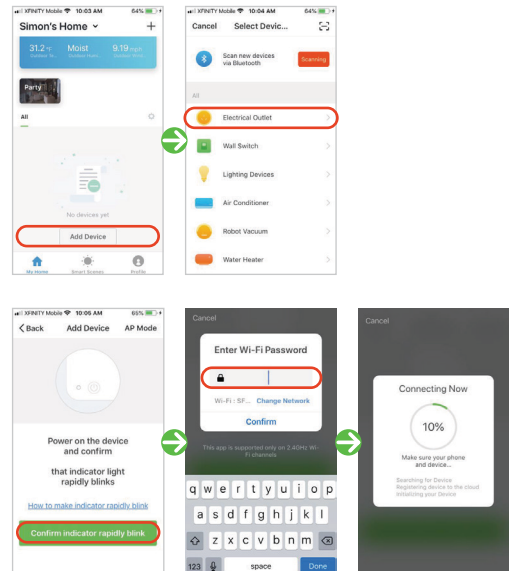 XFINITY Mobile 10:03 AM 64%
Simon's Home
31.2 °F Moist 9.19 mph
Party
All
No devices yet
Add Device
My Home Smart Scenes Profile
XFINITY Mobile 10:04 AM 64%
Cancel Select Devic...
Scan new devices
via Bluetooth
Scanning
All
Electrical Outlet
Wall Switch
Lighting Devices
Air Conditioner
Robot Vacuum
Water Heater
XFINITY Mobile 10:05 AM 65%
Back Add Device AP Mode
Power on the device
and confirm
that indicator light
rapidly blinks
How to make indicator rapidly blink
Confirm indicator rapidly blink
Cancel
Enter Wi-Fi Password
Wi-Fi : SF... Change Network
Confirm
This app is supported only on 2.4GHz Wi-
Fi channels
q w e r t y u i o p
a s d f g h j k l
z x c v b n m
123 space Done
Cancel
Connecting Now
10%
Make sure your phone
and device...
Searching for Device
Registering device to the cloud
Initializing your Device